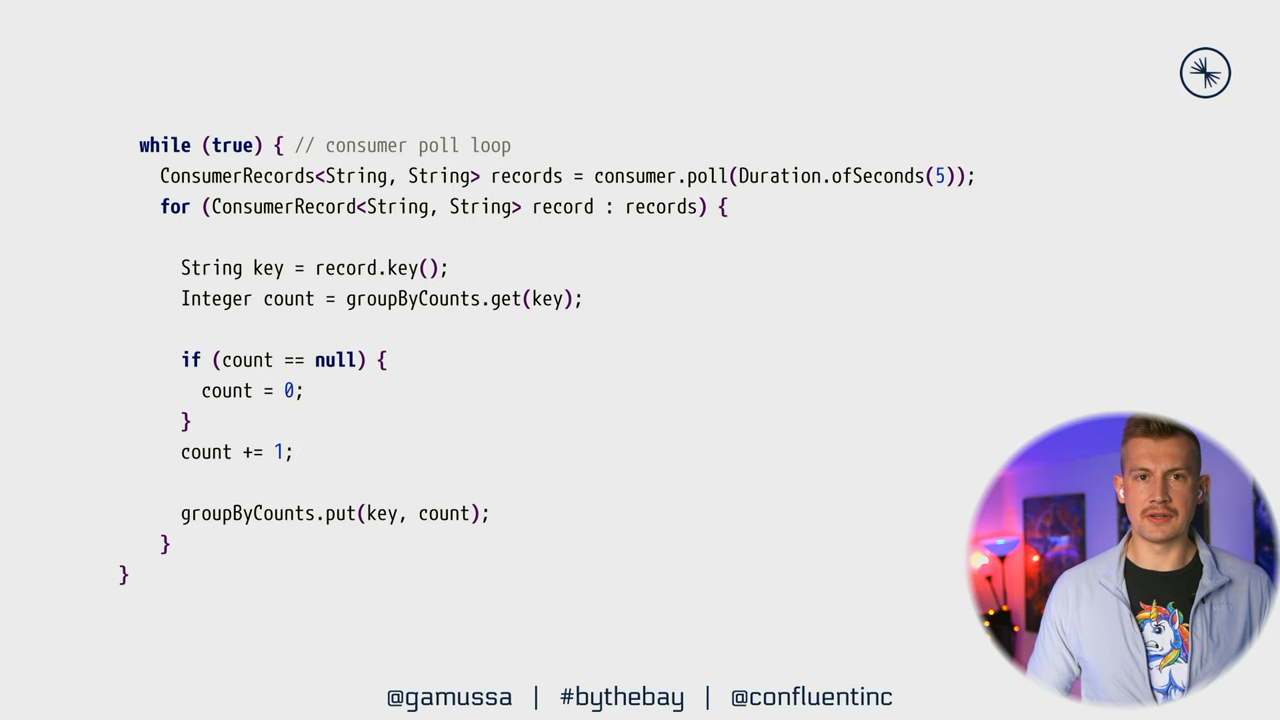 while (true) { // consumer poll loop
ConsumerRecords<String, String> records = consumer.poll(Duration.ofSeconds(5));
for (ConsumerRecord<String, String> record : records) {
String key = record.key();
Integer count = groupByCounts.get(key);
if (count == null) {
count = 0;
}
count += 1;
groupByCounts.put(key, count);
}
}
@gamussa | #bythebay | @confluentinc